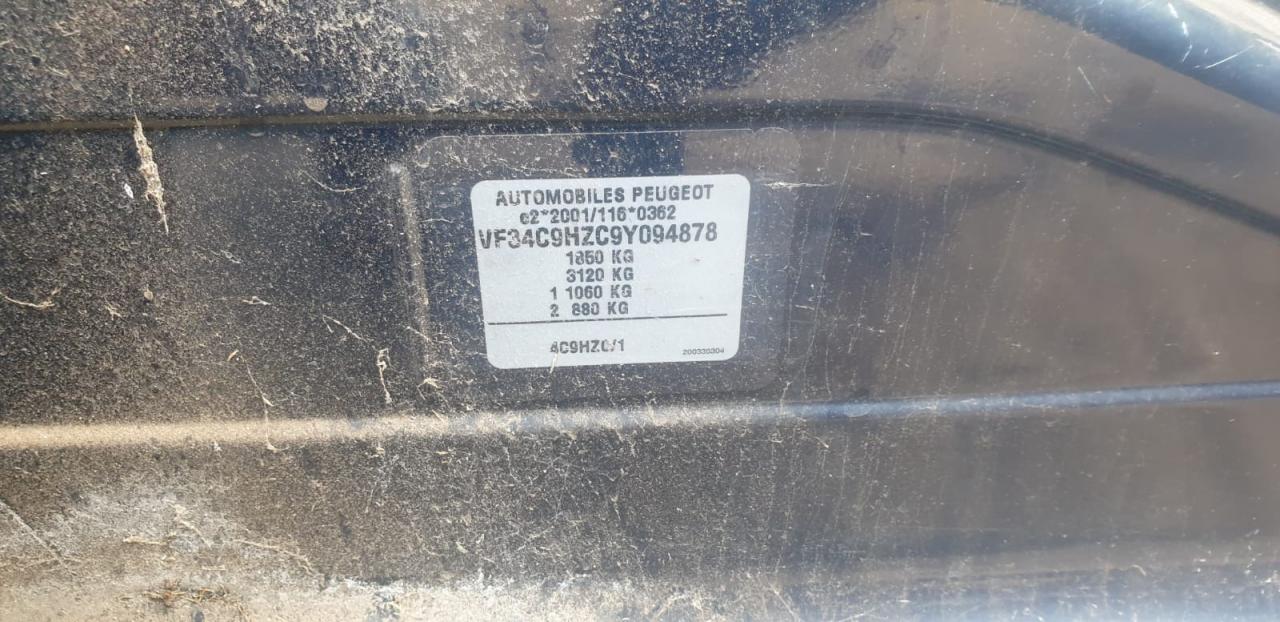 AUTOMOBILES PEUGEOT
e2*2001/116*0362
VF34C9HZC9Y094878
1850 KG
3120 KG
1 1060 KG
2 880 KG
4C9HZC/1
200330304